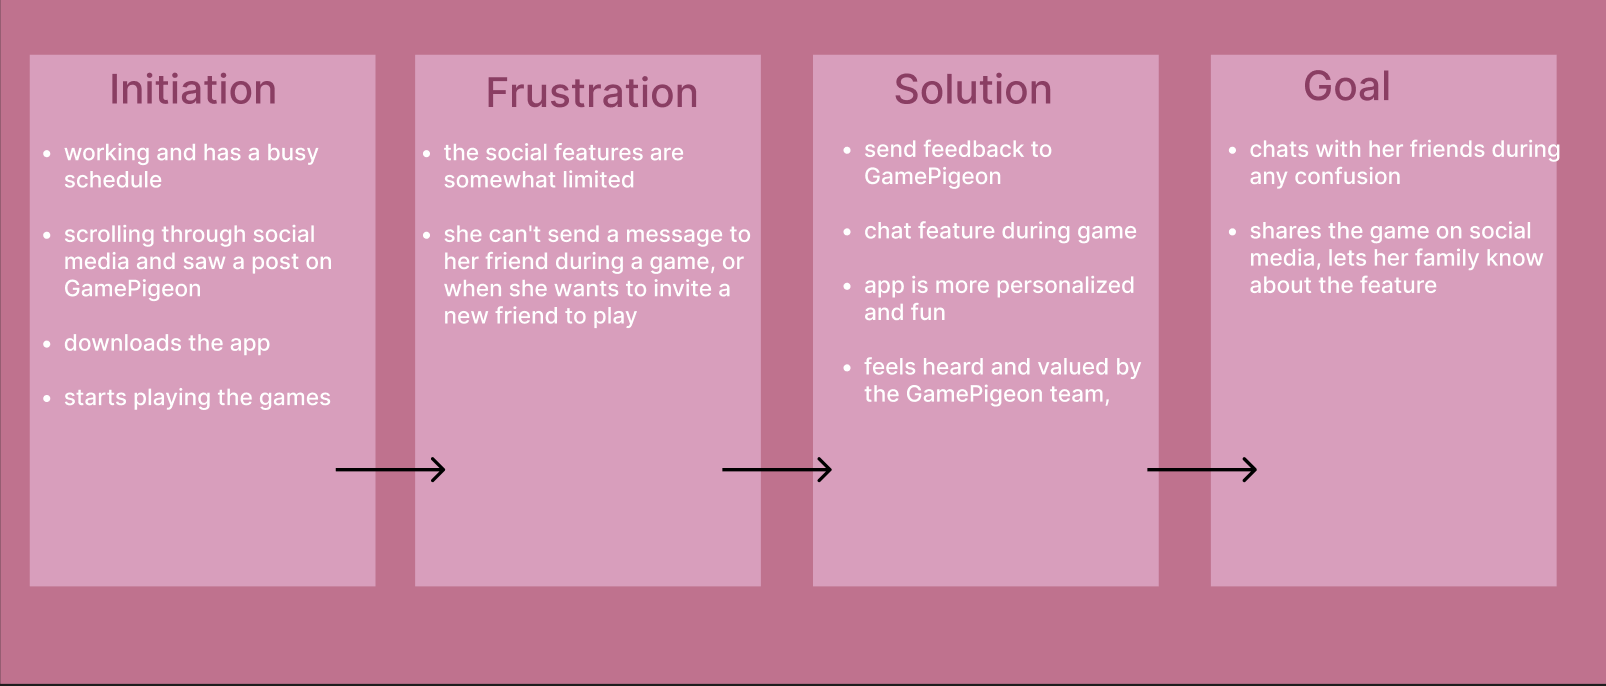 Initiation
• working and has a busy
schedule
• scrolling through social
media and saw a post on
GamePigeon
• downloads the app
• starts playing the games
Frustration
• the social features are
somewhat limited
• she can't send a message to
her friend during a game, or
when she wants to invite a
new friend to play
Solution
• send feedback to
GamePigeon
• chat feature during game
• app is more personalized
and fun
• feels heard and valued by
the GamePigeon team,
Goal
• chats with her friends during
any confusion
• shares the game on social
media, lets her family know
about the feature